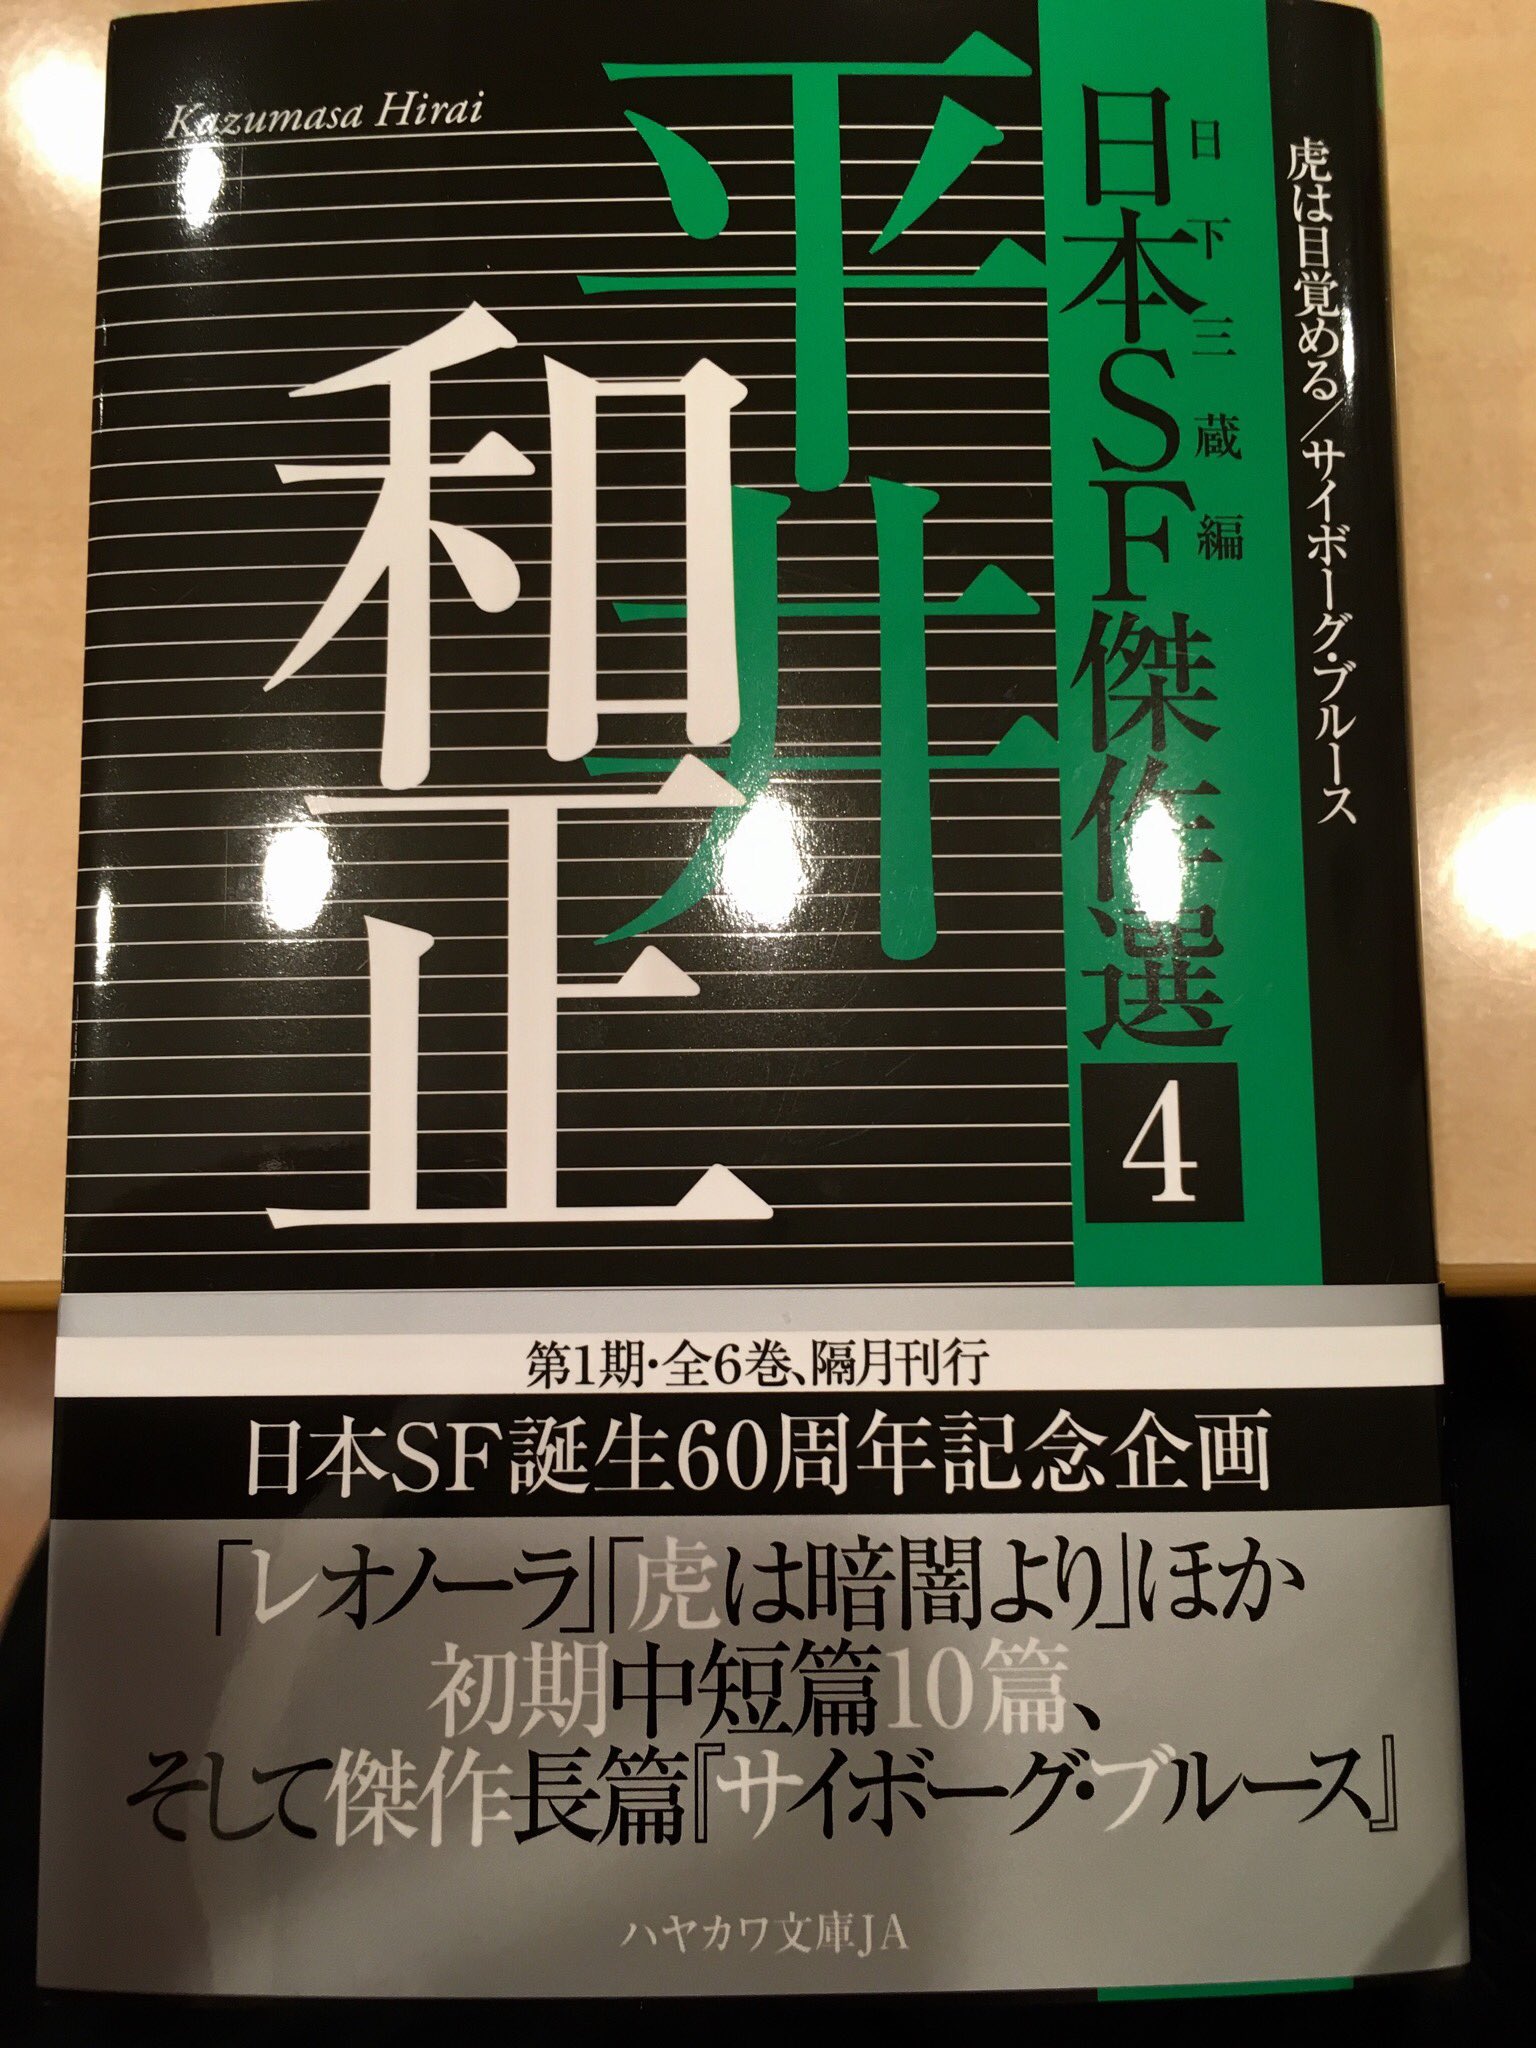 Kazumasa Hirai
平井
和正
日本SF傑作選4
日下三蔵編
虎は目覚める/サイボーグ・ブルース
第1期・全6巻、隔月刊行
日本SF誕生60周年記念企画
「レオノーラ」「虎は暗闇より」ほか
初期中短篇10篇、
そして傑作長篇『サイボーグ・ブルース』
ハヤカワ文庫JA